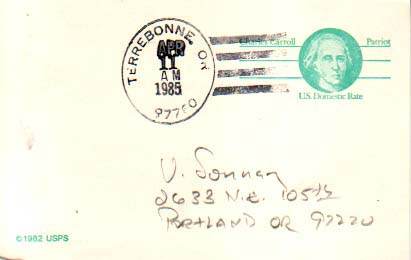 TERREBONNE, OR
APR
11
A M
1985
97760
Charles Carroll Patriot
U.S. Domestic Rate
V. Sonnan
2633 N.E. 105th
PORTLAND OR 97220
©1982 USPS